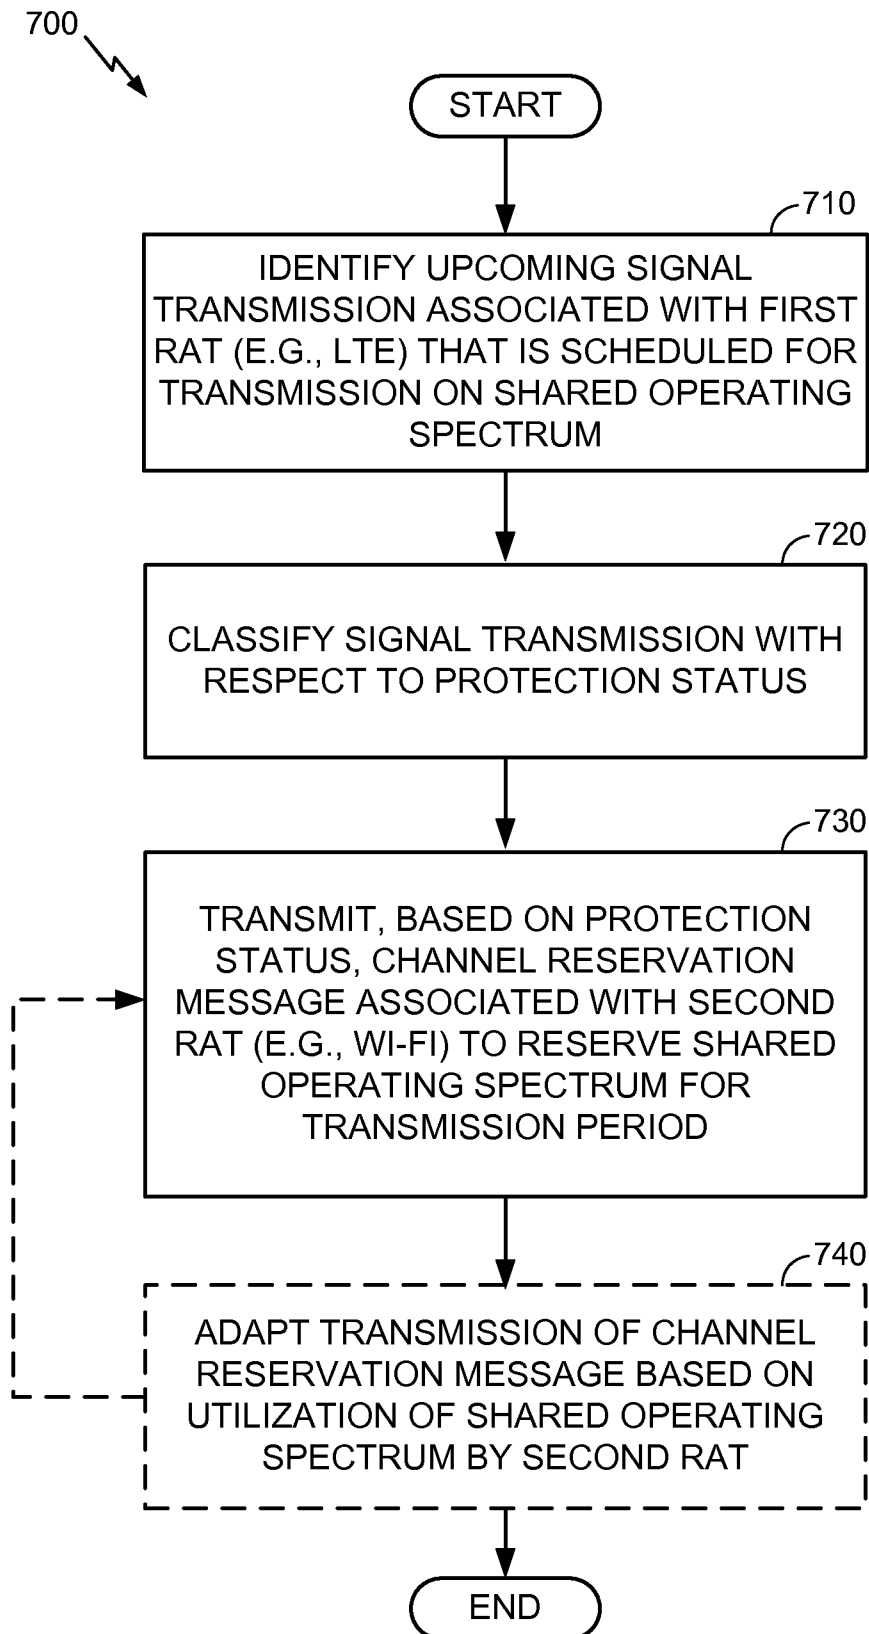 700
START
710
IDENTIFY UPCOMING SIGNAL
TRANSMISSION ASSOCIATED WITH FIRST
RAT (E.G., LTE) THAT IS SCHEDULED FOR
TRANSMISSION ON SHARED OPERATING
SPECTRUM
720
CLASSIFY SIGNAL TRANSMISSION WITH
RESPECT TO PROTECTION STATUS
730
TRANSMIT, BASED ON PROTECTION
STATUS, CHANNEL RESERVATION
MESSAGE ASSOCIATED WITH SECOND
RAT (E.G., WI-FI) TO RESERVE SHARED
OPERATING SPECTRUM FOR
TRANSMISSION PERIOD
740
ADAPT TRANSMISSION OF CHANNEL
RESERVATION MESSAGE BASED ON
UTILIZATION OF SHARED OPERATING
SPECTRUM BY SECOND RAT
END